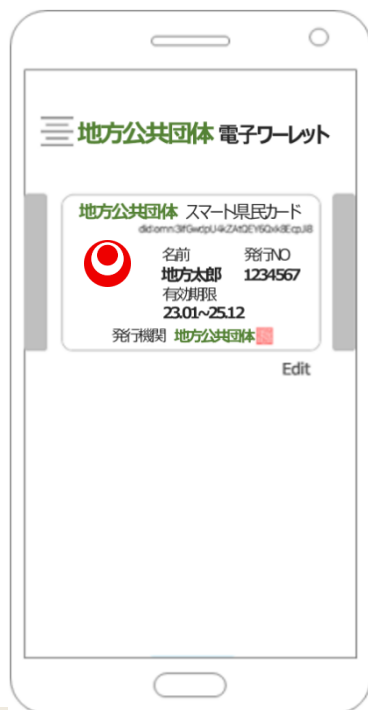 地方公共団体 電子ワーレット
地方公共団体 スマート県民カード
名前 発行NO
地方太郎 1234567
有効期限
23.01~25.12
発行機関 地方公共団体
Edit